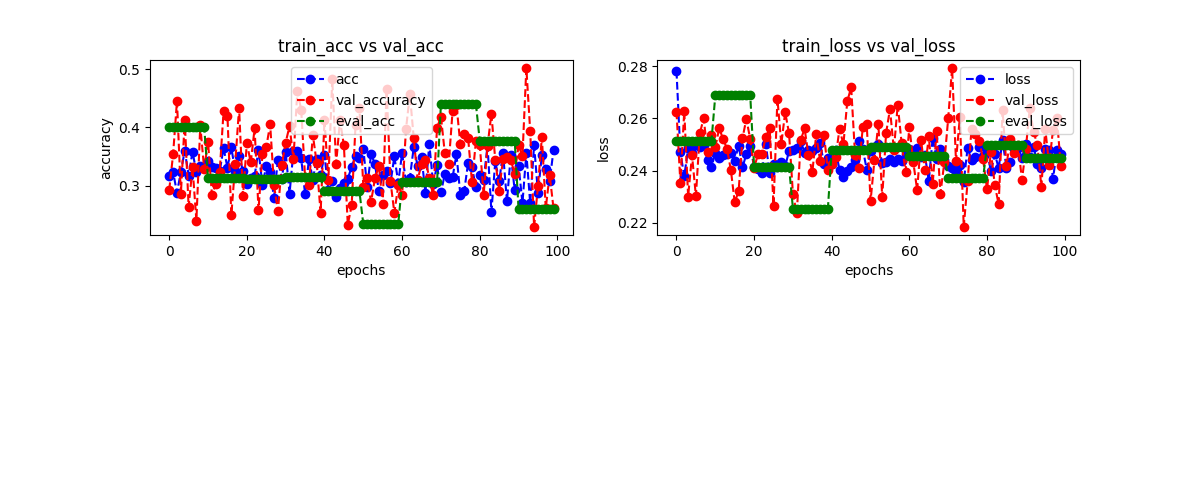 train_acc vs val_acc
accuracy
0.5
0.4
0.3
acc
val_accuracy
eval_acc
0 20 40 60 80 100
epochs
train_loss vs val_loss
loss
0.28
0.26
0.24
0.22
loss
val_loss
eval_loss
0 20 40 60 80 100
epochs